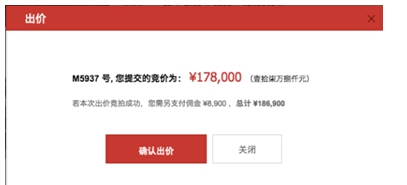 出价
M5937 号, 您提交的竞价为： ¥178,000 （壹拾柒万捌仟元）
若本次出价竞拍成功，您需另支付佣金 ¥8,900 ，总计 ¥186,900
确认出价
关闭